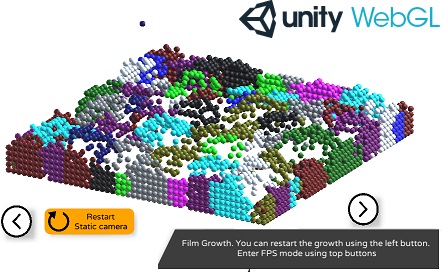 unity WebGL
Restart
Static camera
Film Growth. You can restart the growth using the left button.
Enter FPS mode using top buttons